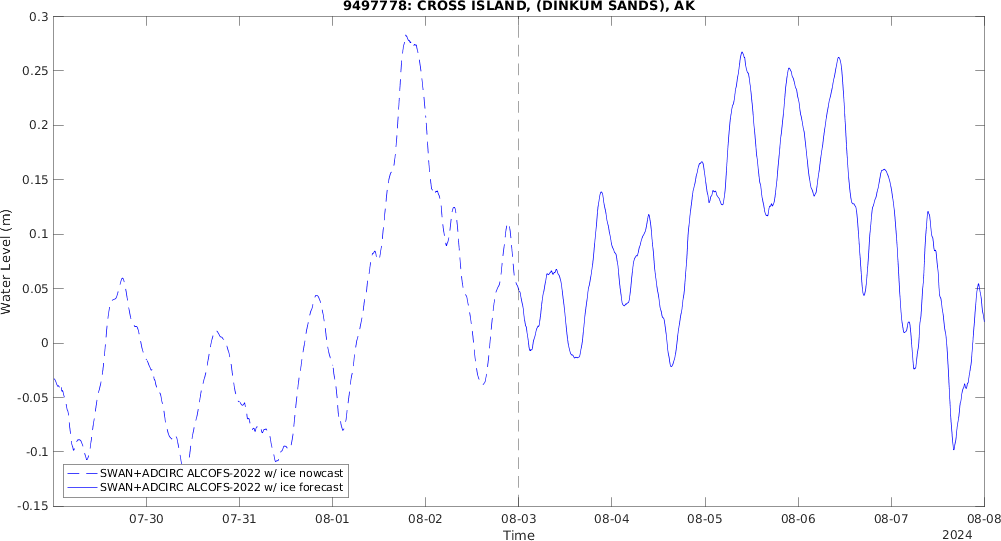 9497778: CROSS ISLAND, (DINKUM SANDS), AK
0.3
0.25
0.2
0.15
0.1
0.05
0
-0.05
-0.1
-0.15
Water Level (m)
SWAN+ADCIRC ALCOFS-2022 w/ ice nowcast
SWAN+ADCIRC ALCOFS-2022 w/ ice forecast
07-30 07-31 08-01 08-02 08-03 08-04 08-05 08-06 08-07 08-08
Time
2024